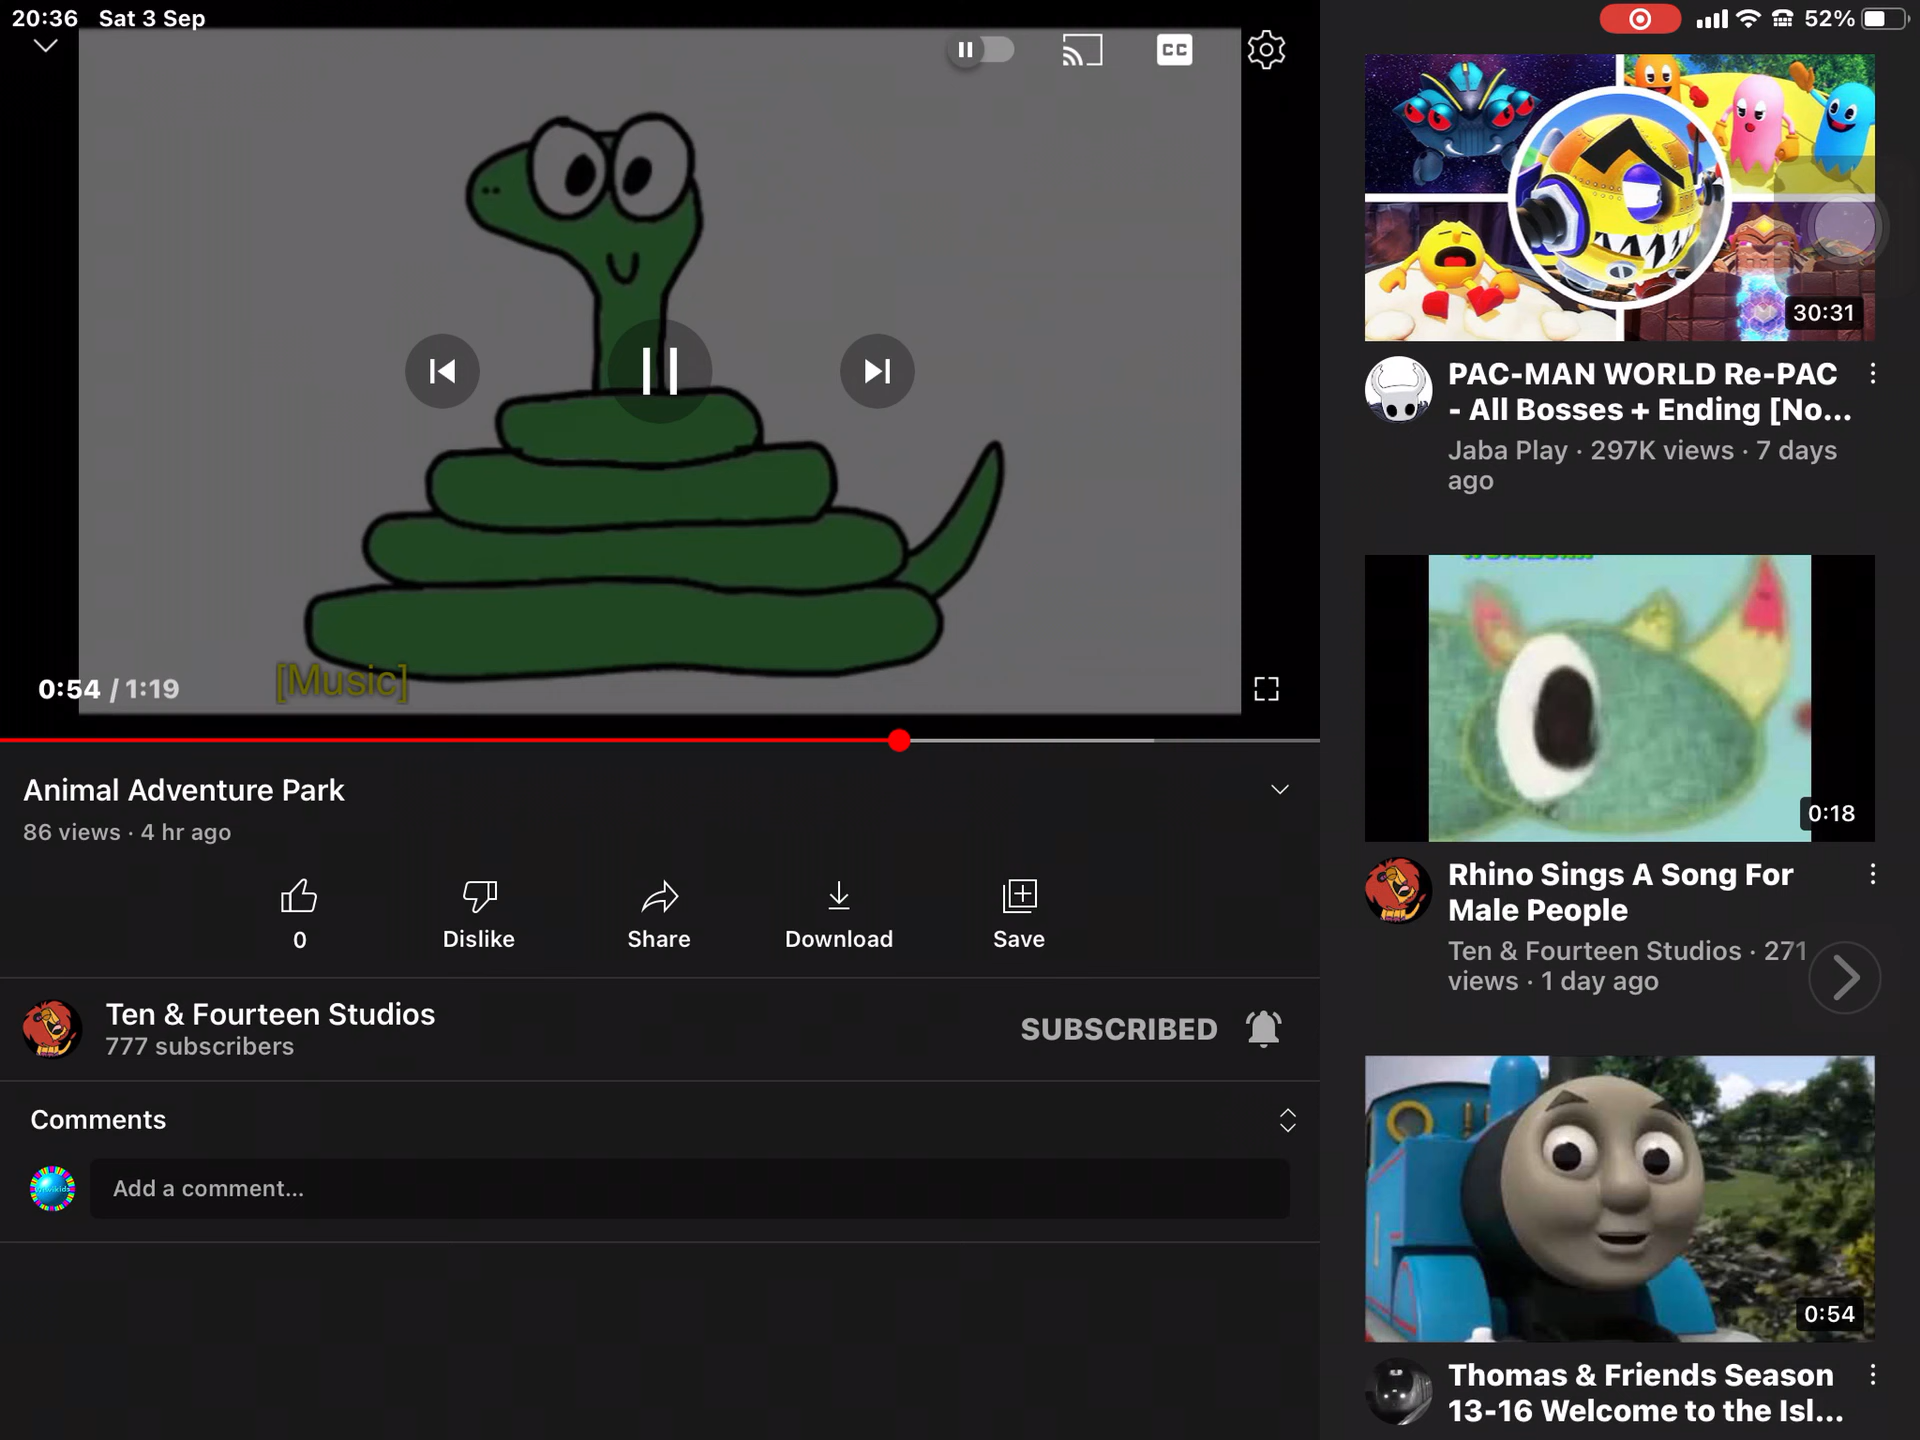 20:36 Sat 3 Sep
52%
CC
[Music]
0:54 / 1:19
Animal Adventure Park
86 views · 4 hr ago
0
Dislike
Share
Download
Save
Ten & Fourteen Studios
777 subscribers
SUBSCRIBED
Comments
Add a comment...
30:31
PAC-MAN WORLD Re-PAC
- All Bosses + Ending [No...
Jaba Play · 297K views · 7 days
ago
0:18
Rhino Sings A Song For
Male People
Ten & Fourteen Studios · 271
views · 1 day ago
0:54
Thomas & Friends Season
13-16 Welcome to the Isl...